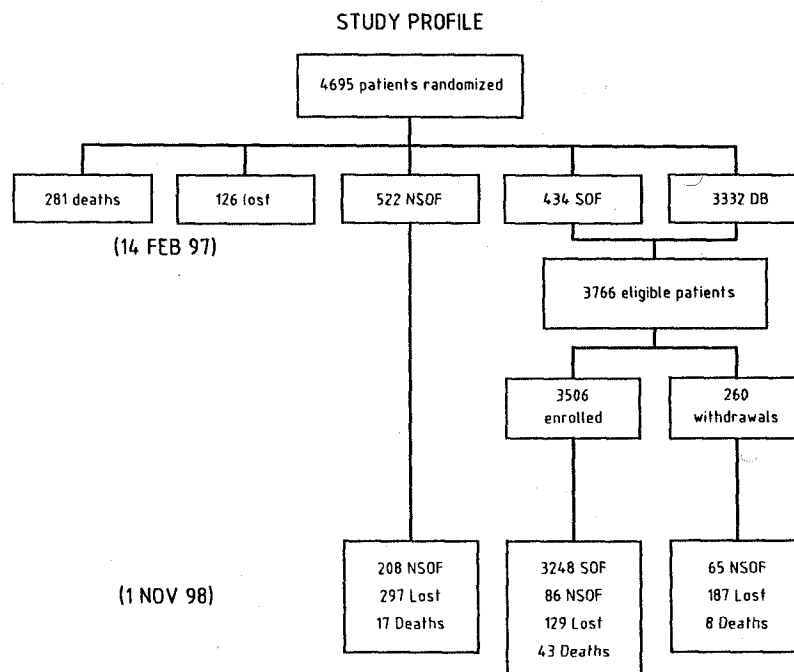 STUDY PROFILE
4695 patients randomized
281 deaths
126 lost
522 NSOF
434 SOF
3332 DB
(14 FEB 97)
3766 eligible patients
3506
enrolled
260
withdrawals
(1 NOV 98)
208 NSOF
297 Lost
17 Deaths
3248 SOF
86 NSOF
129 Lost
43 Deaths
65 NSOF
187 Lost
8 Deaths